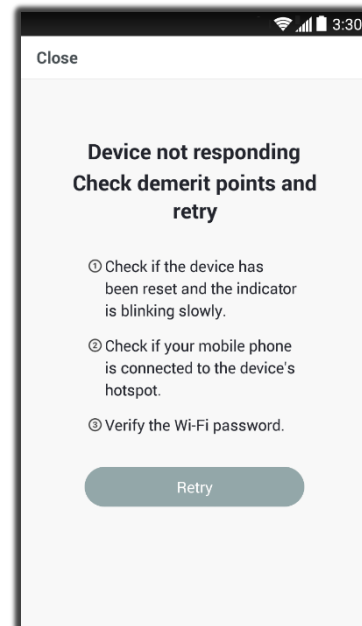 3:30
Close
Device not responding
Check demerit points and
retry
① Check if the device has
been reset and the indicator
is blinking slowly.
② Check if your mobile phone
is connected to the device's
hotspot.
③ Verify the Wi-Fi password.
Retry